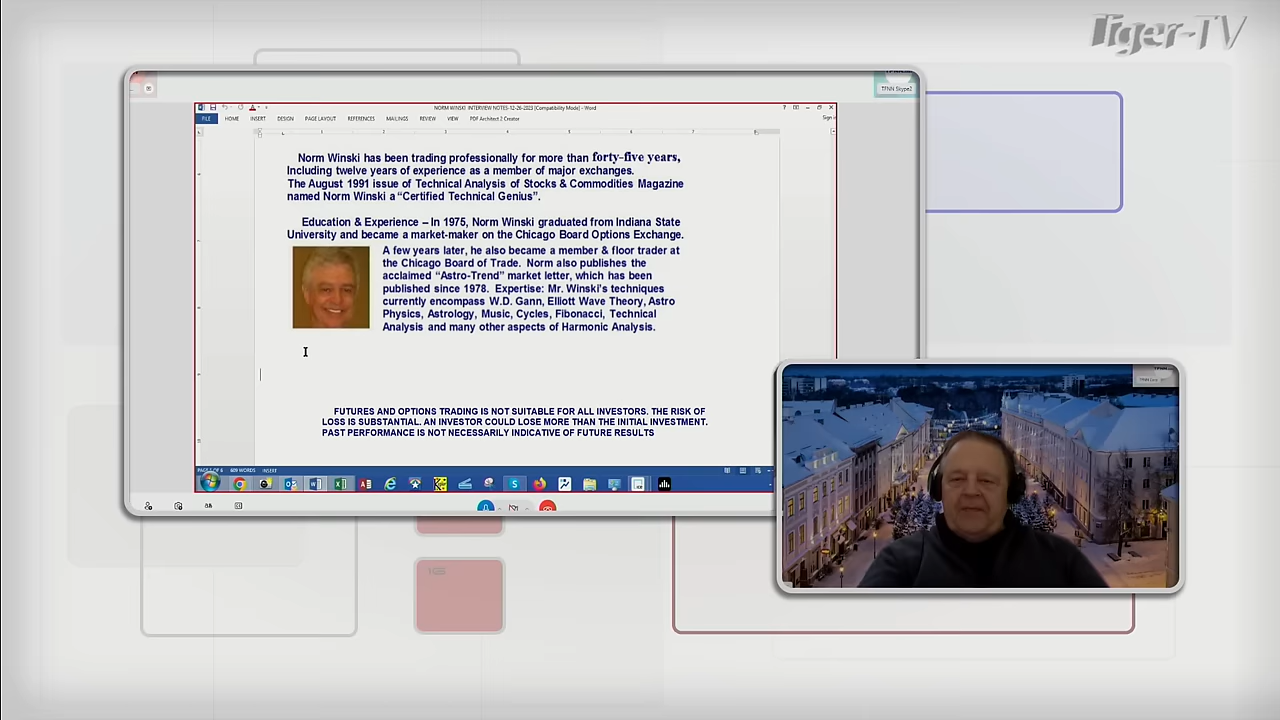 Tiger-TV
TFNN Skype2
NORM WINSKI INTERVIEW NOTES-12-26-2023 [Compatibility Mode] - Word
FILE HOME INSERT DESIGN PAGE LAYOUT REFERENCES MAILINGS REVIEW VIEW PDF Architect 2 Creator
Sign in
Norm Winski has been trading professionally for more than forty-five years,
Including twelve years of experience as a member of major exchanges.
The August 1991 issue of Technical Analysis of Stocks & Commodities Magazine
named Norm Winski a “Certified Technical Genius”.
Education & Experience – In 1975, Norm Winski graduated from Indiana State
University and became a market-maker on the Chicago Board Options Exchange.
A few years later, he also became a member & floor trader at
the Chicago Board of Trade. Norm also publishes the
acclaimed “Astro-Trend” market letter, which has been
published since 1978. Expertise: Mr. Winski’s techniques
currently encompass W.D. Gann, Elliott Wave Theory, Astro
Physics, Astrology, Music, Cycles, Fibonacci, Technical
Analysis and many other aspects of Harmonic Analysis.
FUTURES AND OPTIONS TRADING IS NOT SUITABLE FOR ALL INVESTORS. THE RISK OF
LOSS IS SUBSTANTIAL. AN INVESTOR COULD LOSE MORE THAN THE INITIAL INVESTMENT.
PAST PERFORMANCE IS NOT NECESSARILY INDICATIVE OF FUTURE RESULTS
609 WORDS INSERT